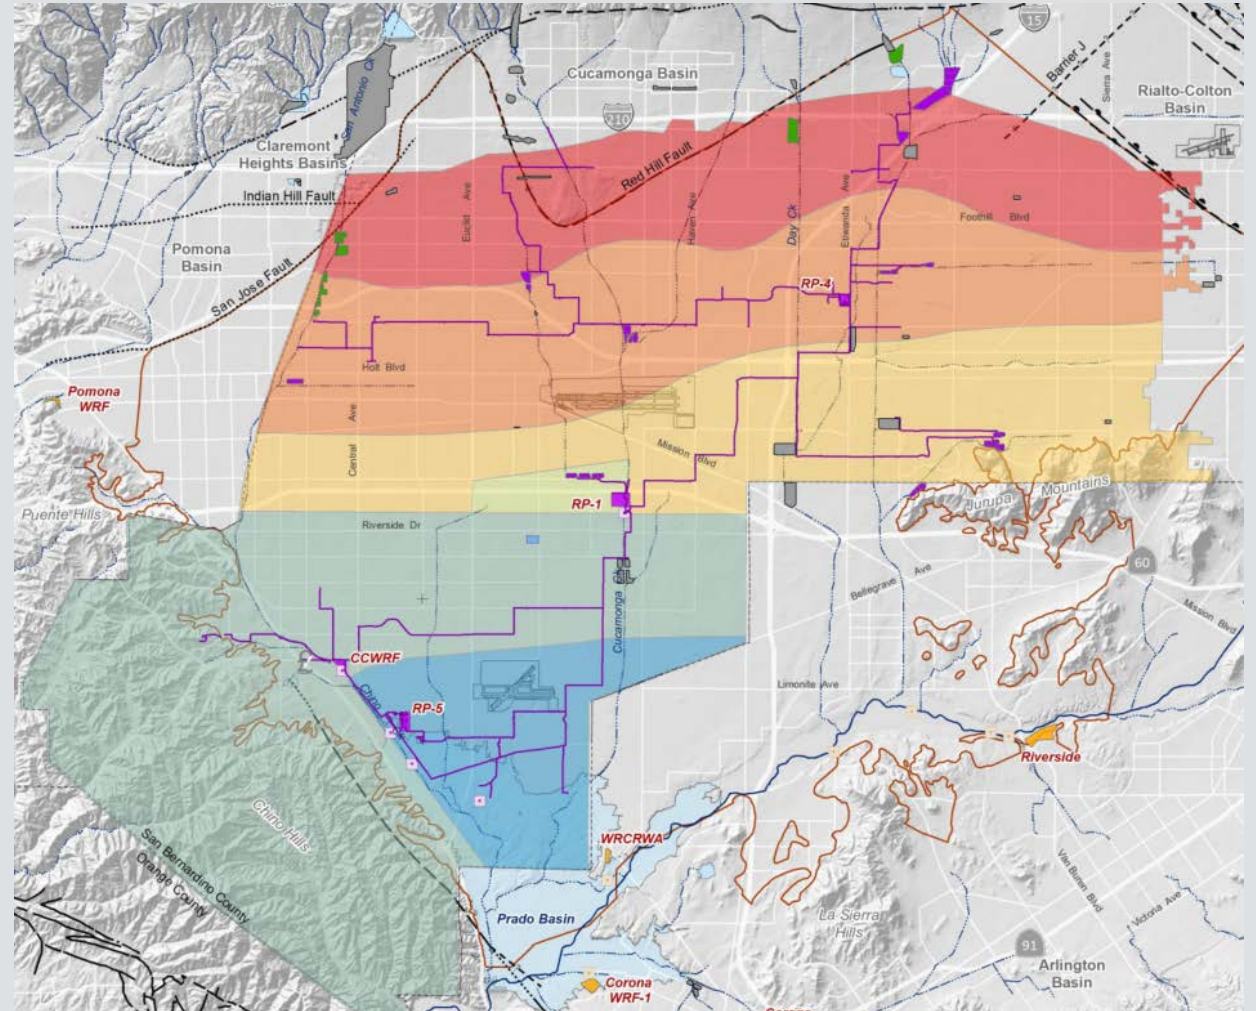 15
Cucamonga Basin
Barrier J
Sierra Ave
Rialto-Colton
Basin
San Antonio Ck
210
Claremont
Heights Basins
Red Hill Fault
Indian Hill Fault
Euclid Ave
Haven Ave
Day Ck
Etiwanda Ave
Foothill Blvd
Pomona
Basin
San Jose Fault
RP-4
Holt Blvd
Pomona
WRF
Central Ave
Mission Blvd
RP-1
Puente Hills
Riverside Dr
Jurupa Mountains
60
Bellegrave Ave
Mission Blvd
Cucamonga Ck
CCWRF
Chino
Limonite Ave
RP-5
Riverside
Chino Hills
San Bernardino County
Orange County
WRCRWA
Van Buren Blvd
Victoria Ave
Prado Basin
La Sierra
Hills
91
Arlington
Basin
Corona
WRF-1